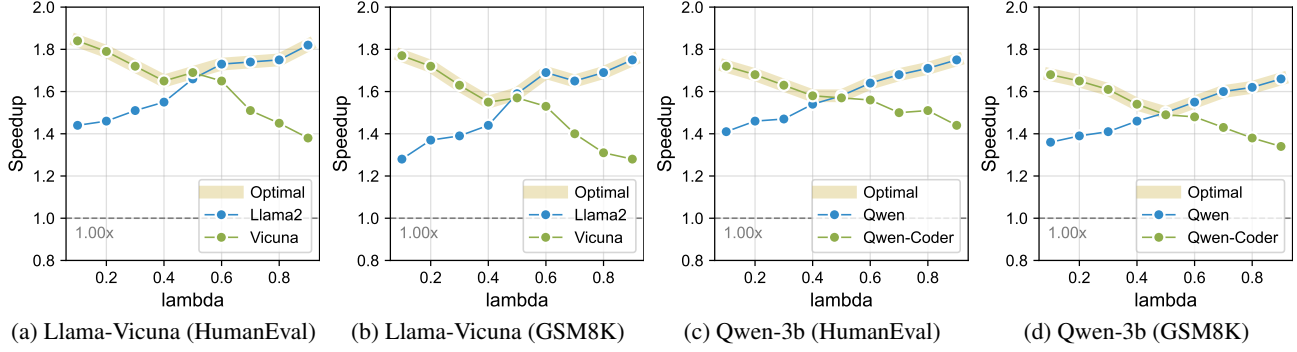 2.0
1.8
1.6
1.4
1.2
1.0
0.8
Speedup
1.00x
Optimal
Llama2
Vicuna
0.2 0.4 0.6 0.8
lambda
(a) Llama-Vicuna (HumanEval)
2.0
1.8
1.6
1.4
1.2
1.0
0.8
Speedup
1.00x
Optimal
Llama2
Vicuna
0.2 0.4 0.6 0.8
lambda
(b) Llama-Vicuna (GSM8K)
2.0
1.8
1.6
1.4
1.2
1.0
0.8
Speedup
1.00x
Optimal
Qwen
Qwen-Coder
0.2 0.4 0.6 0.8
lambda
(c) Qwen-3b (HumanEval)
2.0
1.8
1.6
1.4
1.2
1.0
0.8
Speedup
1.00x
Optimal
Qwen
Qwen-Coder
0.2 0.4 0.6 0.8
lambda
(d) Qwen-3b (GSM8K)